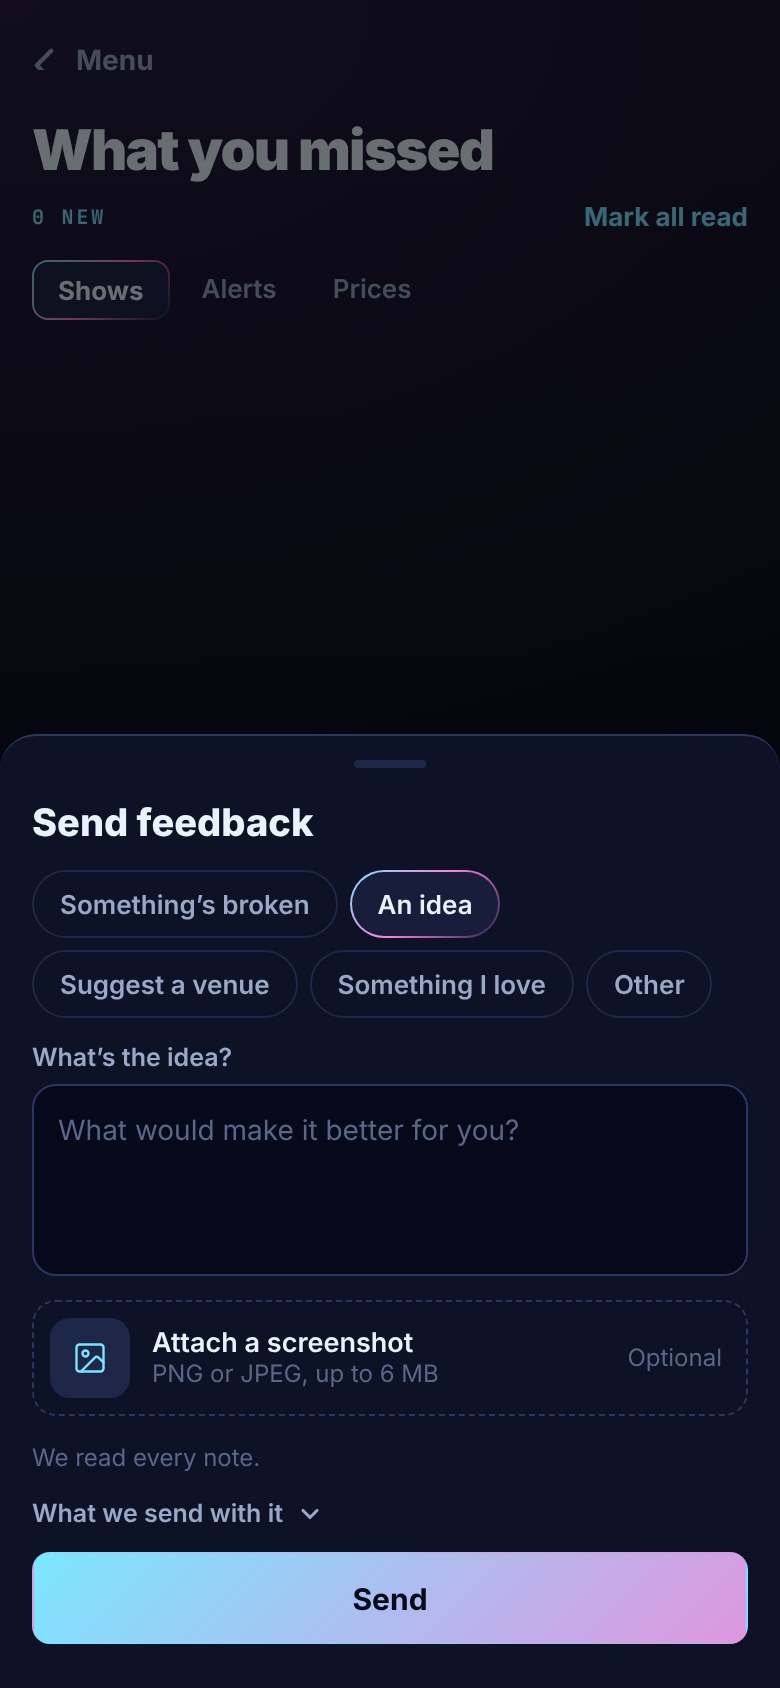 Menu
What you missed
0 NEW
Mark all read
Shows
Alerts
Prices
Send feedback
Something’s broken
An idea
Suggest a venue
Something I love
Other
What’s the idea?
What would make it better for you?
Attach a screenshot
PNG or JPEG, up to 6 MB
Optional
We read every note.
What we send with it
Send